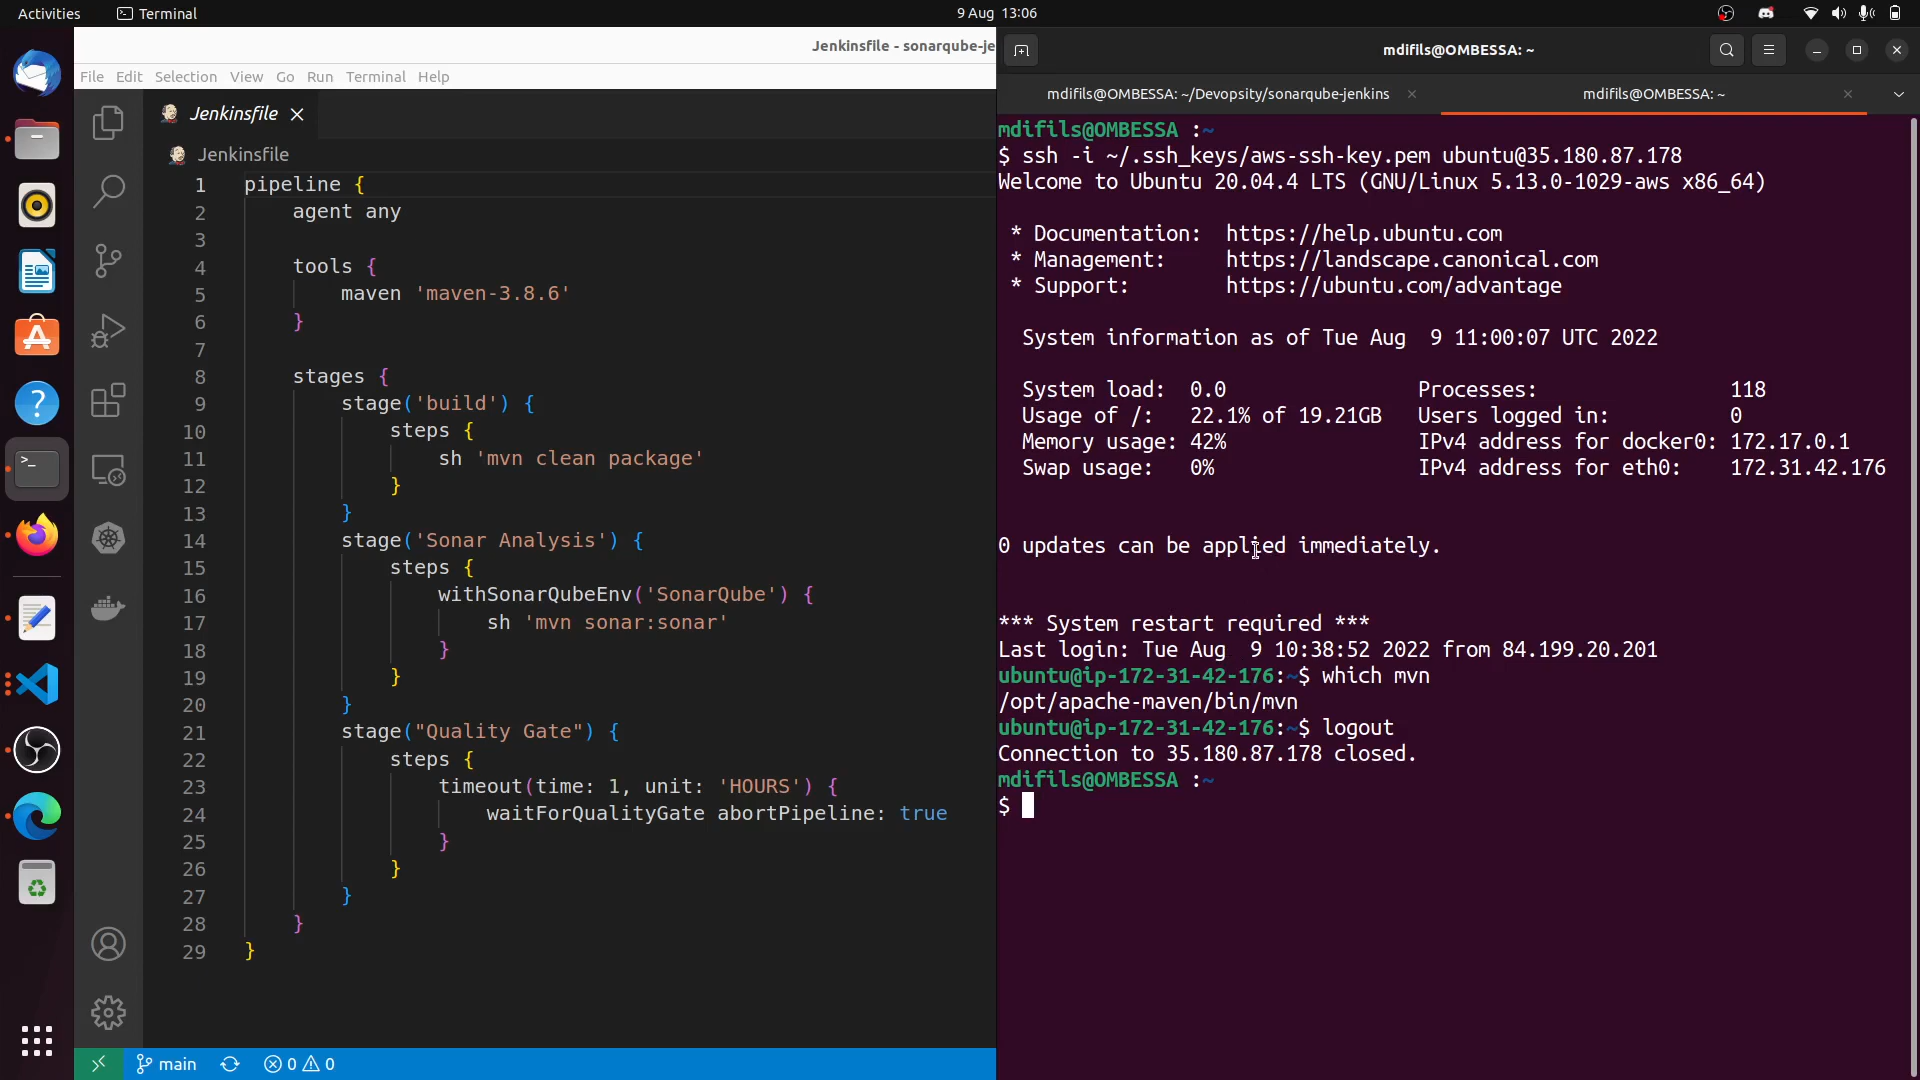 Activities
Terminal
9 Aug 13:06
Jenkinsfile - sonarqube-je
File Edit Selection View Go Run Terminal Help
Jenkinsfile
Jenkinsfile
1 pipeline {
2 agent any
3
4 tools {
5 maven 'maven-3.8.6'
6 }
7
8 stages {
9 stage('build') {
10 steps {
11 sh 'mvn clean package'
12 }
13 }
14 stage('Sonar Analysis') {
15 steps {
16 withSonarQubeEnv('SonarQube') {
17 sh 'mvn sonar:sonar'
18 }
19 }
20 }
21 stage("Quality Gate") {
22 steps {
23 timeout(time: 1, unit: 'HOURS') {
24 waitForQualityGate abortPipeline: true
25 }
26 }
27 }
28 }
29 }
main 0 0
mdifils@OMBESSA: ~
mdifils@OMBESSA: ~/Devopsity/sonarqube-jenkins
mdifils@OMBESSA: ~
mdifils@OMBESSA :~
$ ssh -i ~/.ssh_keys/aws-ssh-key.pem ubuntu@35.180.87.178
Welcome to Ubuntu 20.04.4 LTS (GNU/Linux 5.13.0-1029-aws x86_64)
* Documentation: https://help.ubuntu.com
* Management: https://landscape.canonical.com
* Support: https://ubuntu.com/advantage
System information as of Tue Aug 9 11:00:07 UTC 2022
System load: 0.0 Processes: 118
Usage of /: 22.1% of 19.21GB Users logged in: 0
Memory usage: 42% IPv4 address for docker0: 172.17.0.1
Swap usage: 0% IPv4 address for eth0: 172.31.42.176
0 updates can be applied immediately.
*** System restart required ***
Last login: Tue Aug 9 10:38:52 2022 from 84.199.20.201
ubuntu@ip-172-31-42-176:~$ which mvn
/opt/apache-maven/bin/mvn
ubuntu@ip-172-31-42-176:~$ logout
Connection to 35.180.87.178 closed.
mdifils@OMBESSA :~
$